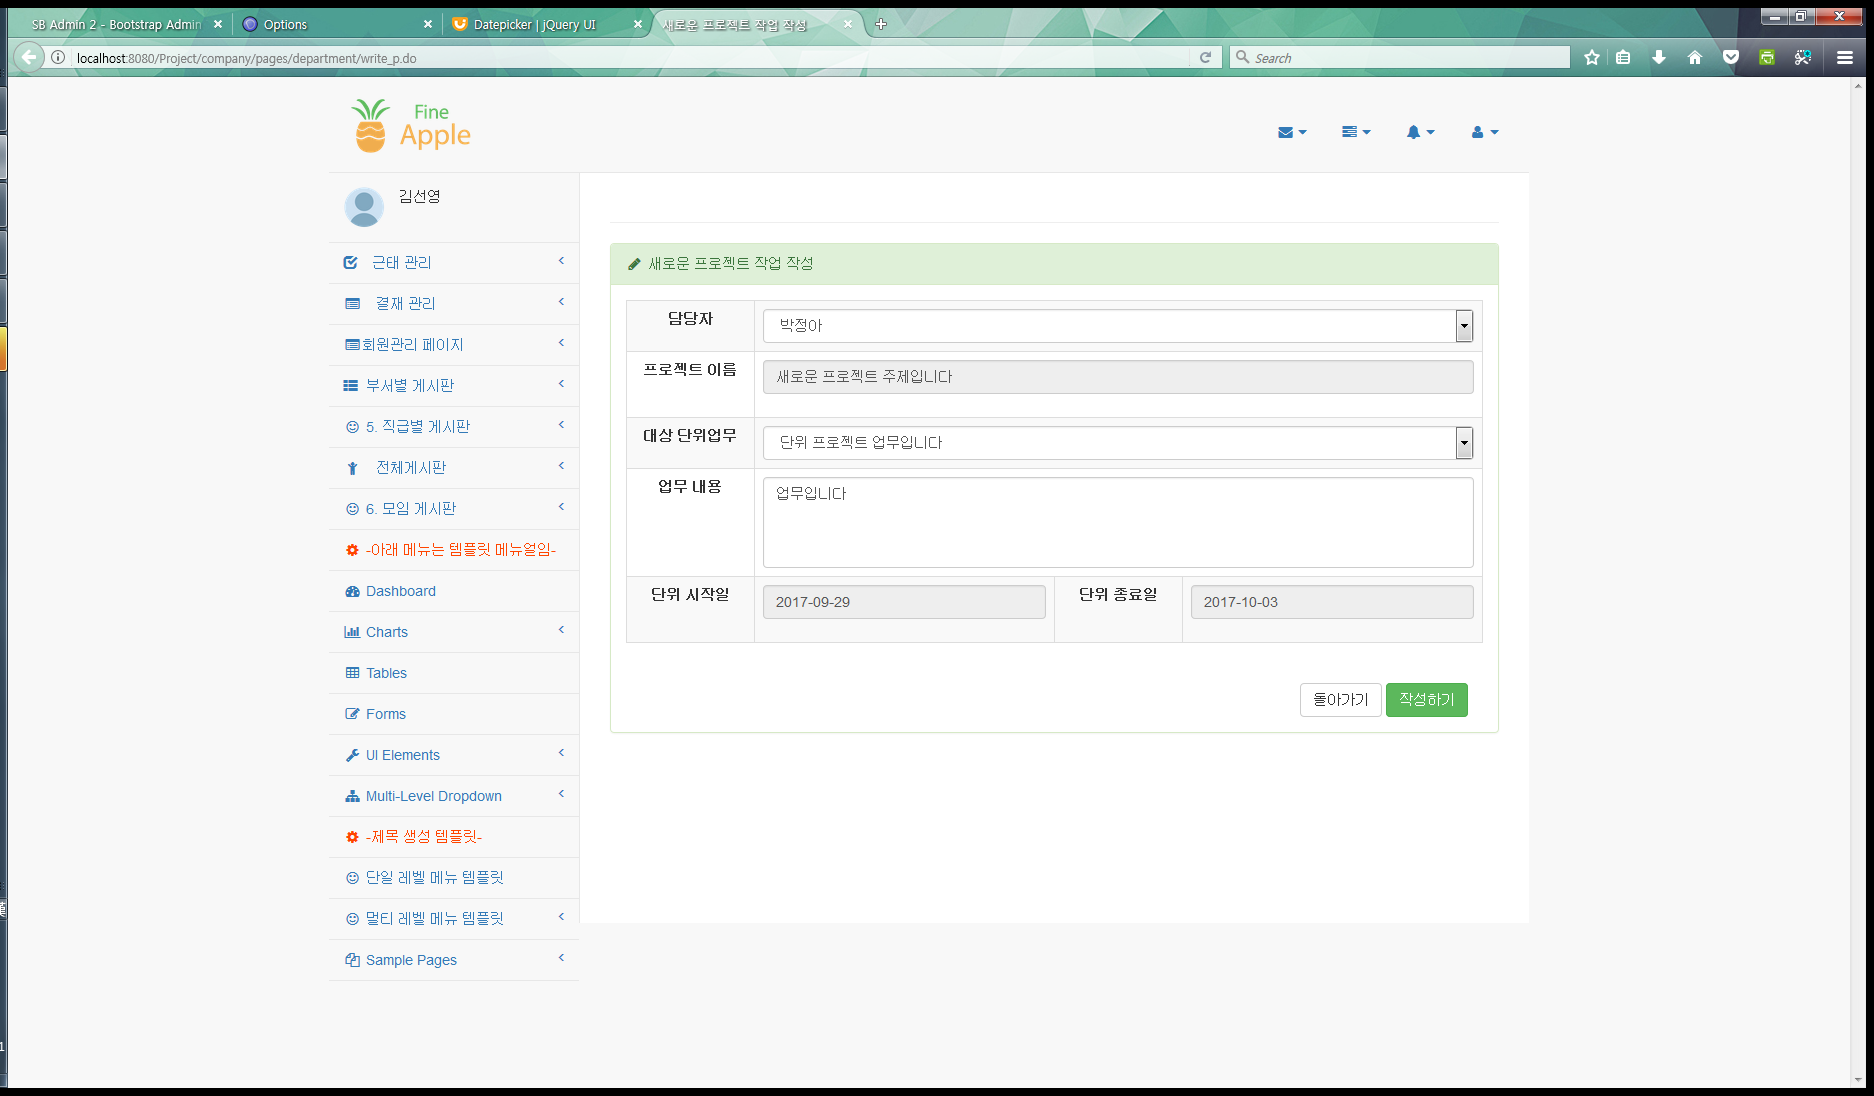 SB Admin 2 - Bootstrap Admin
Options
Datepicker | jQuery UI
새로운 프로젝트 작업 작성
localhost:8080/Project/company/pages/department/write_p.do
Search
Fine
Apple
김선영
근태 관리
결재 관리
회원관리 페이지
부서별 게시판
5. 직급별 게시판
전체게시판
6. 모임 게시판
-아래 메뉴는 템플릿 메뉴얼임-
Dashboard
Charts
Tables
Forms
UI Elements
Multi-Level Dropdown
-제목 생성 템플릿-
단일 레벨 메뉴 템플릿
멀티 레벨 메뉴 템플릿
Sample Pages
새로운 프로젝트 작업 작성
담당자
박정아
프로젝트 이름
새로운 프로젝트 주제입니다
대상 단위업무
단위 프로젝트 업무입니다
업무 내용
업무입니다
단위 시작일
2017-09-29
단위 종료일
2017-10-03
돌아가기
작성하기